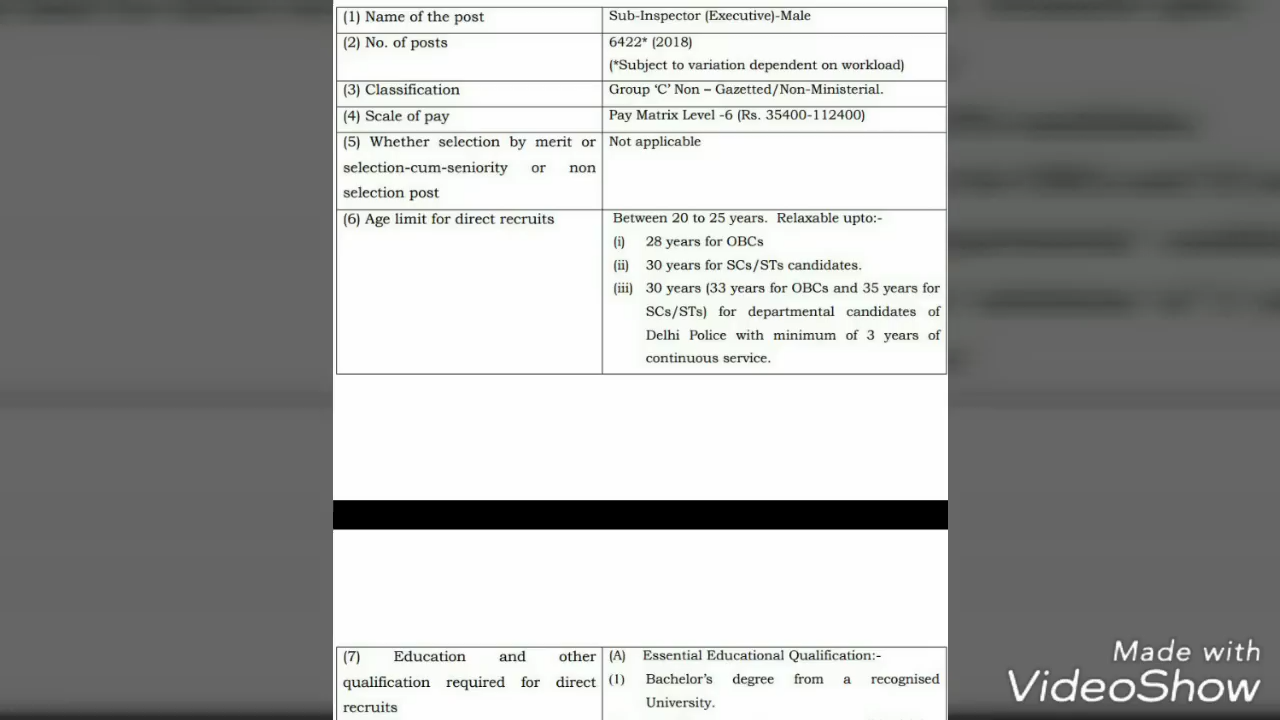 (1) Name of the post
Sub-Inspector (Executive)-Male
(2) No. of posts
6422* (2018)
(*Subject to variation dependent on workload)
(3) Classification
Group ‘C’ Non – Gazetted/Non-Ministerial.
(4) Scale of pay
Pay Matrix Level -6 (Rs. 35400-112400)
(5) Whether selection by merit or
selection-cum-seniority or non
selection post
Not applicable
(6) Age limit for direct recruits
Between 20 to 25 years. Relaxable upto:-
(i) 28 years for OBCs
(ii) 30 years for SCs/STs candidates.
(iii) 30 years (33 years for OBCs and 35 years for
SCs/STs) for departmental candidates of
Delhi Police with minimum of 3 years of
continuous service.
(7) Education and other
qualification required for direct
recruits
(A) Essential Educational Qualification:-
(1) Bachelor’s degree from a recognised
University.
Made with
VideoShow